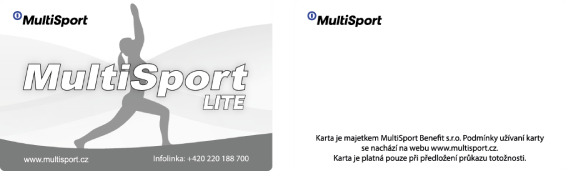 MultiSport
MultiSport
LITE
www.multisport.cz
Infolinka: +420 220 188 700
MultiSport
Karta je majetkem MultiSport Benefit s.r.o. Podmínky užívaní karty
se nachází na webu www.multisport.cz.
Karta je platná pouze při předložení průkazu totožnosti.